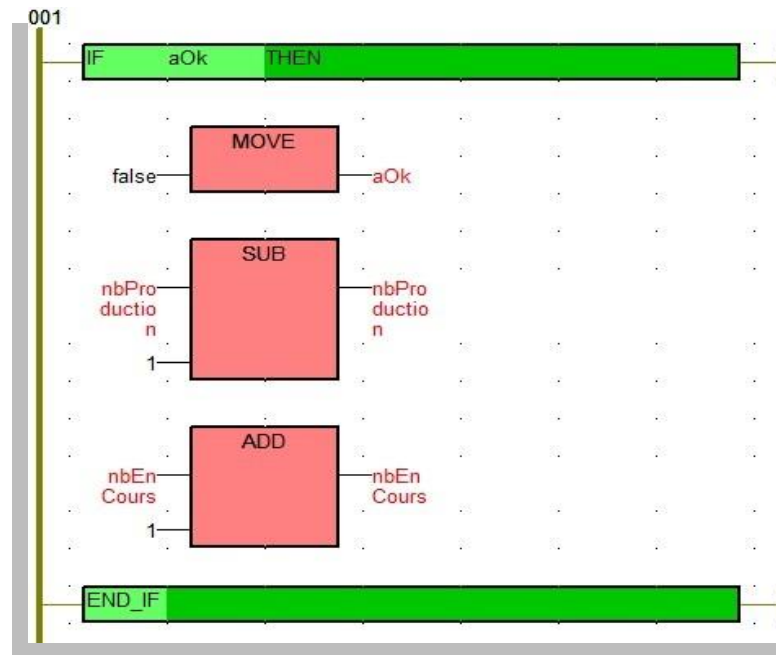 001
IF aOk THEN
MOVE
false aOk
SUB
nbPro nbPro
ductio ductio
n n
1
ADD
nbEn nbEn
Cours Cours
1
END_IF